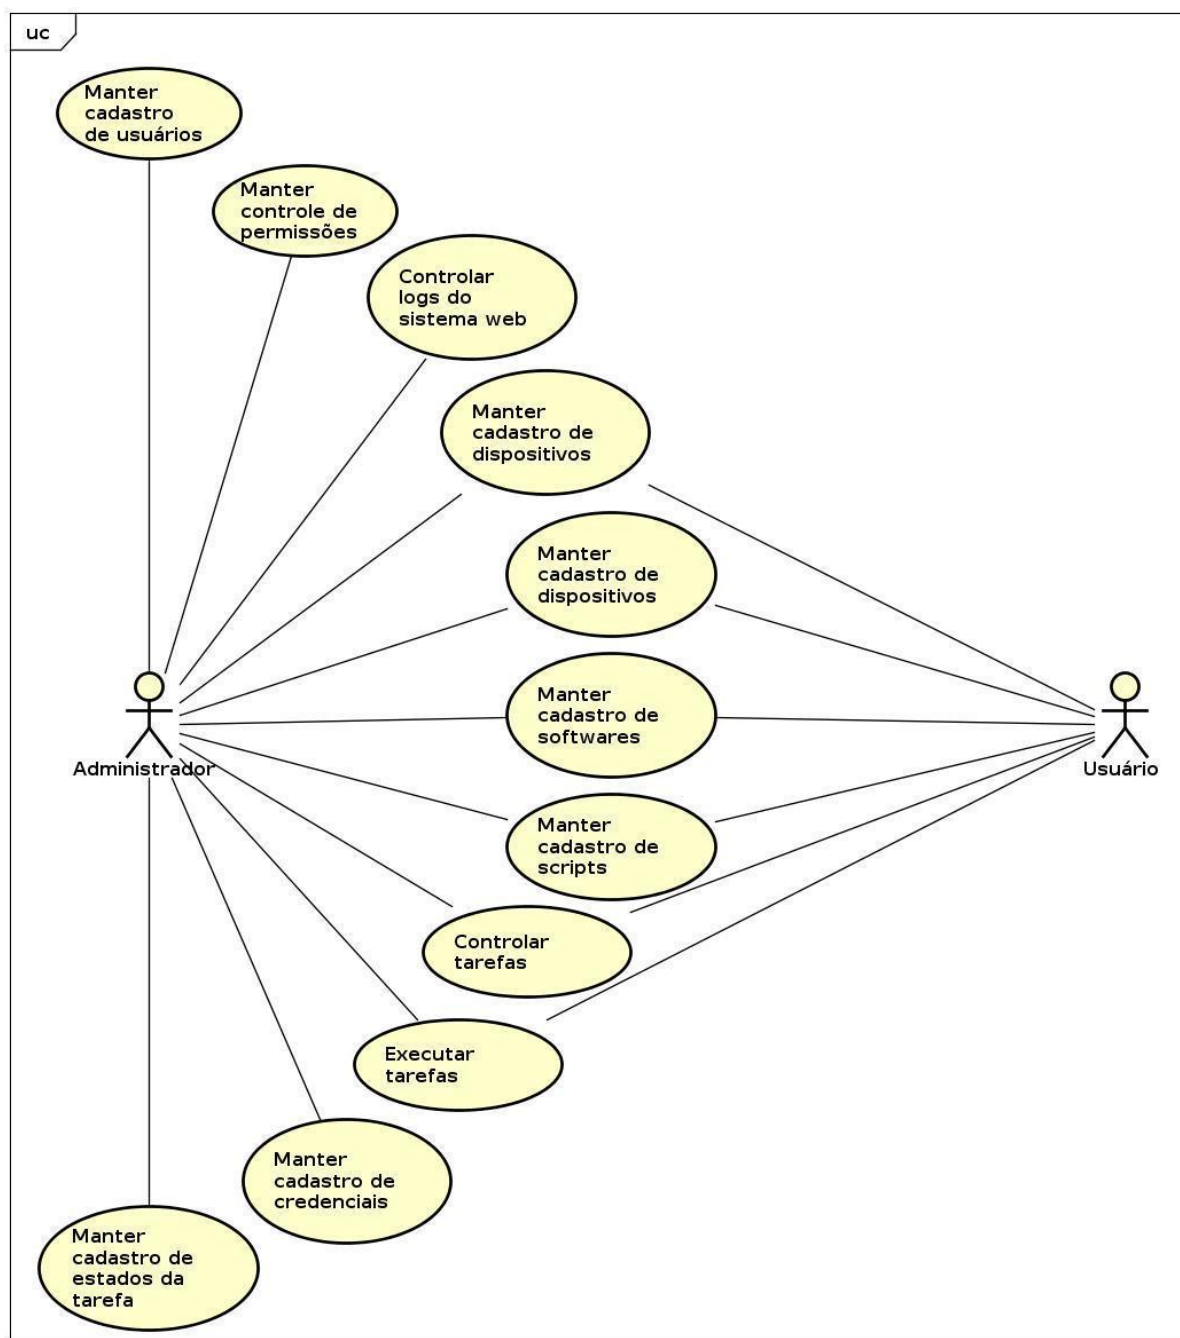 uc
Manter
cadastro
de usuários
Manter
controle de
permissões
Controlar
logs do
sistema web
Manter
cadastro de
dispositivos
Manter
cadastro de
dispositivos
Manter
cadastro de
softwares
Administrador
Usuário
Manter
cadastro de
scripts
Controlar
tarefas
Executar
tarefas
Manter
cadastro de
credenciais
Manter
cadastro de
estados da
tarefa